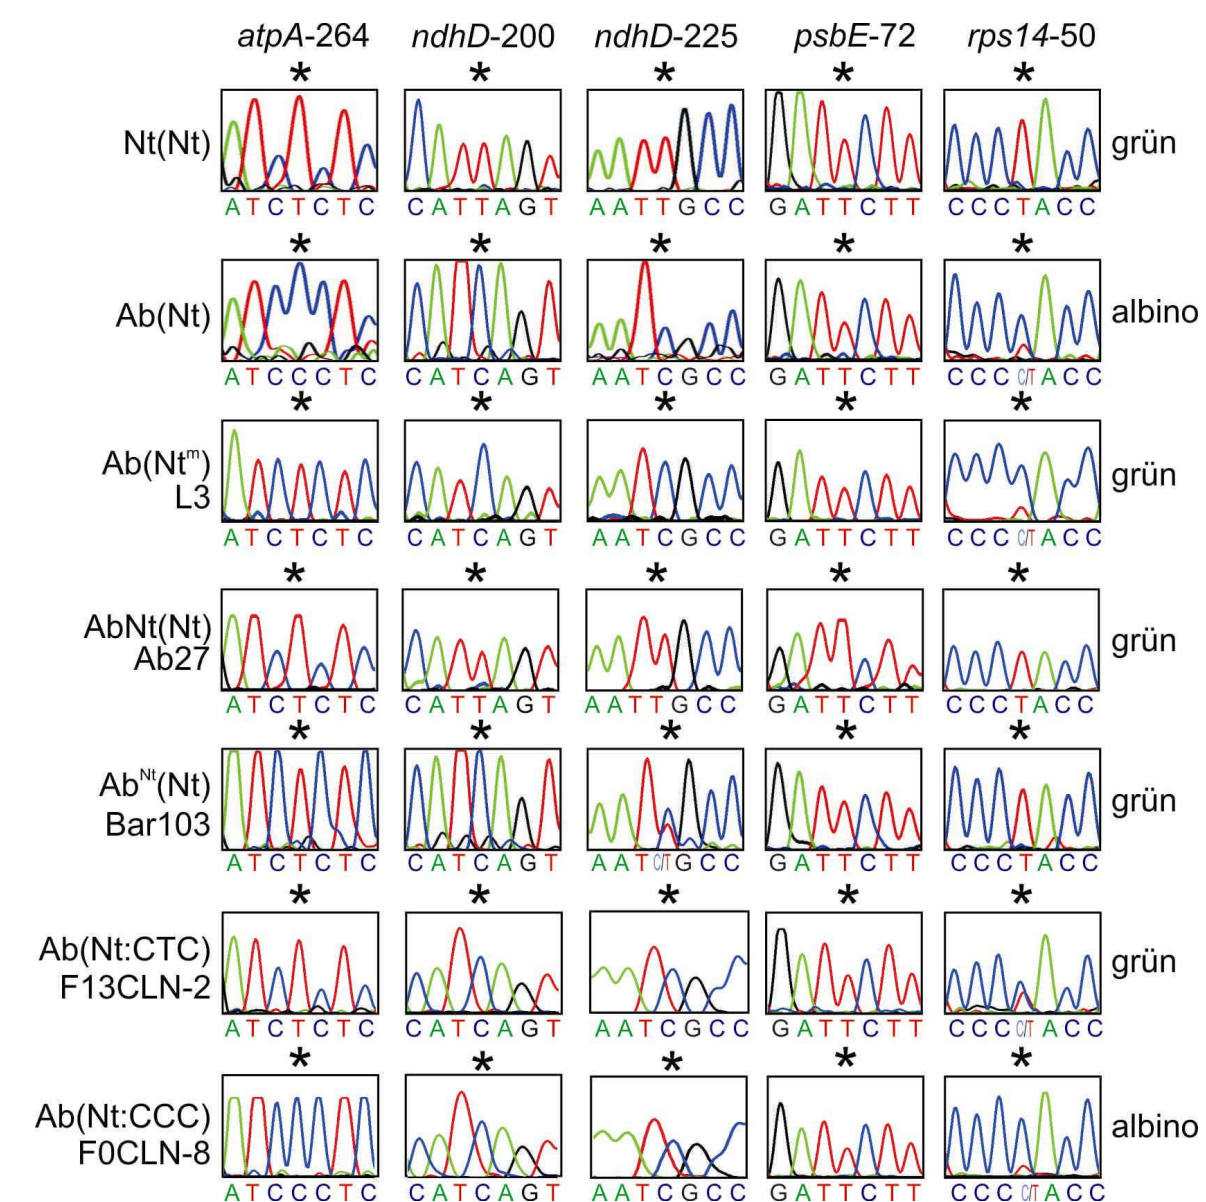 atpA-264 ndhD-200 ndhD-225 psbE-72 rps14-50
* * * * *
Nt(Nt) grün
ATCTCTC CATTAGT AATTGCC GATTCTT CCCTACC
* * * * *
Ab(Nt) albino
ATCCCTC CATCAGT AATCGCC GATTCTT CCCC/TACC
* * * * *
Ab(Ntᵐ)
L3 grün
ATCTCTC CATCAGT AATCGCC GATTCTT CCCC/TACC
* * * * *
AbNt(Nt)
Ab27 grün
ATCTCTC CATTAGT AATTGCC GATTCTT CCCTACC
* * * * *
Abᴺᵗ(Nt)
Bar103 grün
ATCTCTC CATCAGT AATC/TGCC GATTCTT CCCTACC
* * * * *
Ab(Nt:CTC)
F13CLN-2 grün
ATCTCTC CATCAGT AATCGCC GATTCTT CCCC/TACC
* * * * *
Ab(Nt:CCC)
F0CLN-8 albino
ATCCCTC CATCAGT AATCGCC GATTCTT CCCC/TACC